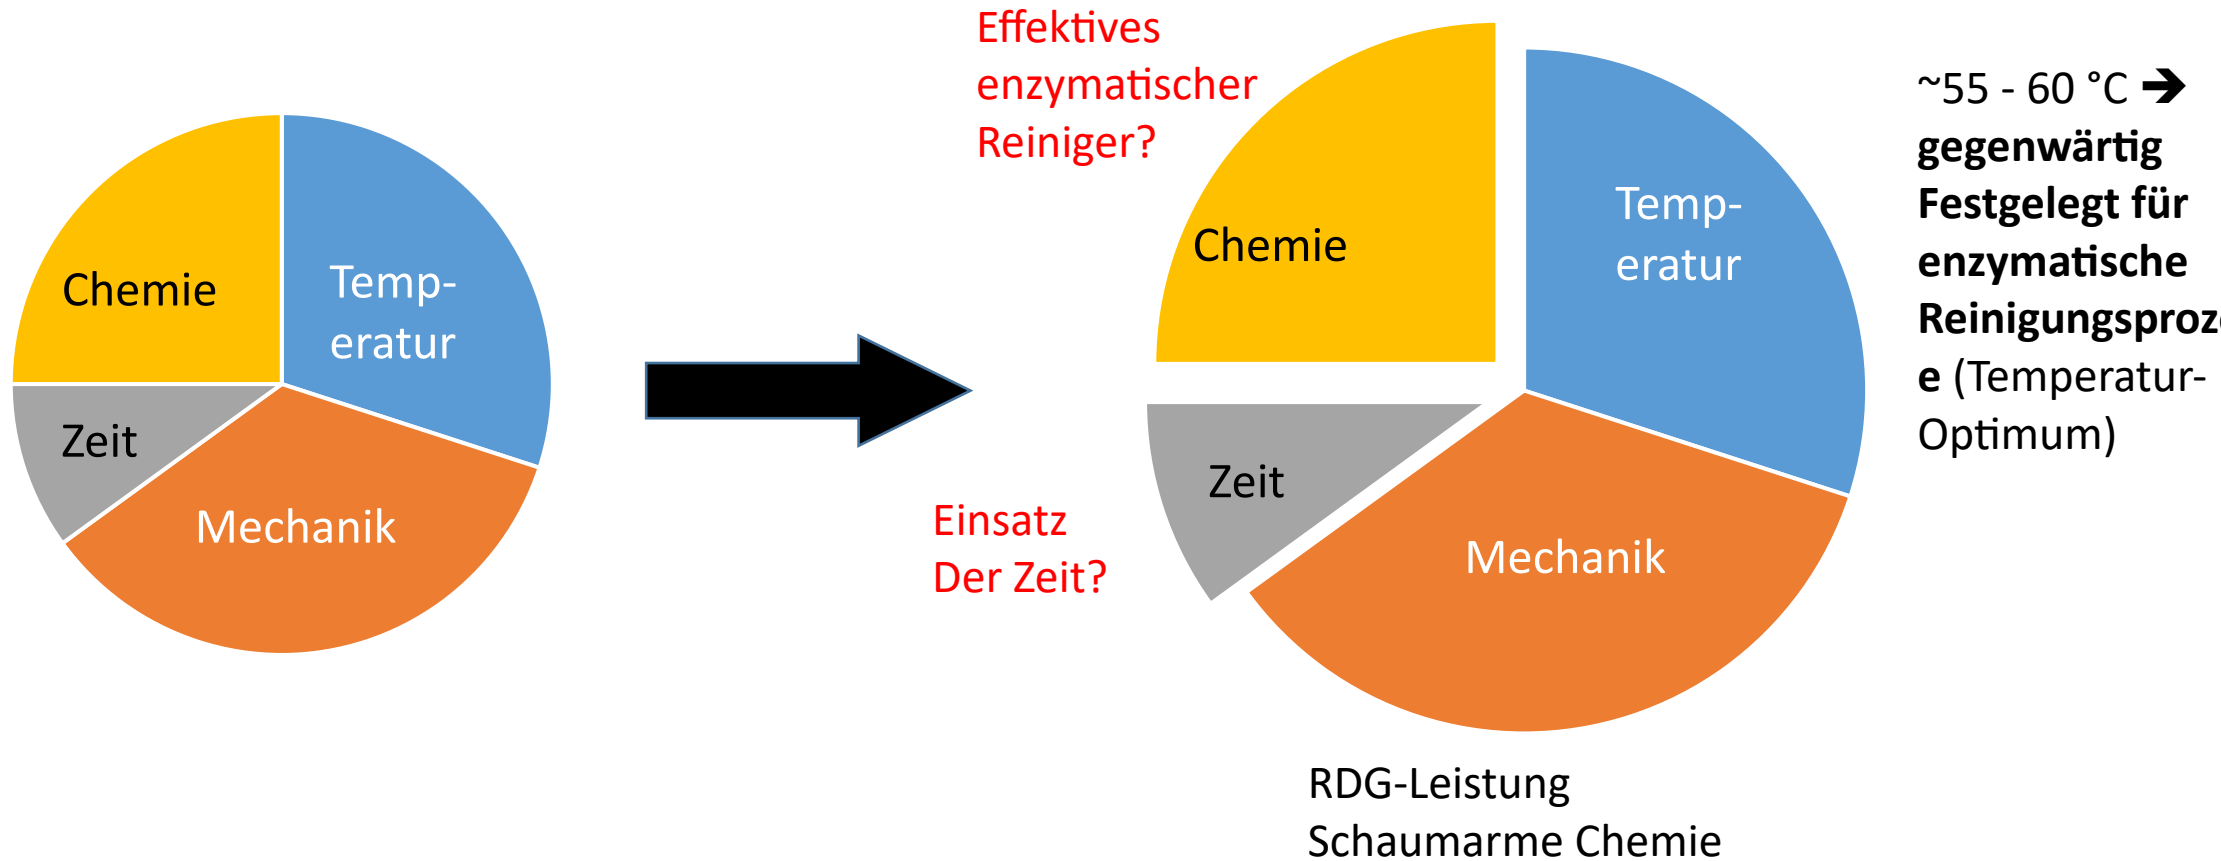 Chemie
Temp-
eratur
Zeit
Mechanik
Effektives
enzymatischer
Reiniger?
Chemie
Temp-
eratur
Zeit
Mechanik
Einsatz
Der Zeit?
~55 - 60 °C ➔
gegenwärtig
Festgelegt für
enzymatische
Reinigungsproze
e (Temperatur-
Optimum)
RDG-Leistung
Schaumarme Chemie